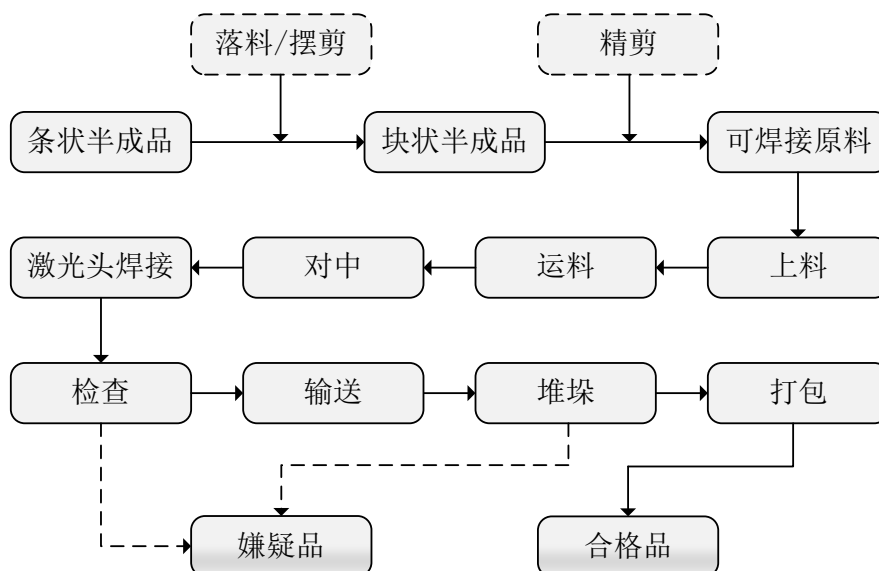 落料/摆剪
精剪
条状半成品
块状半成品
可焊接原料
激光头焊接
对中
运料
上料
检查
输送
堆垛
打包
嫌疑品
合格品